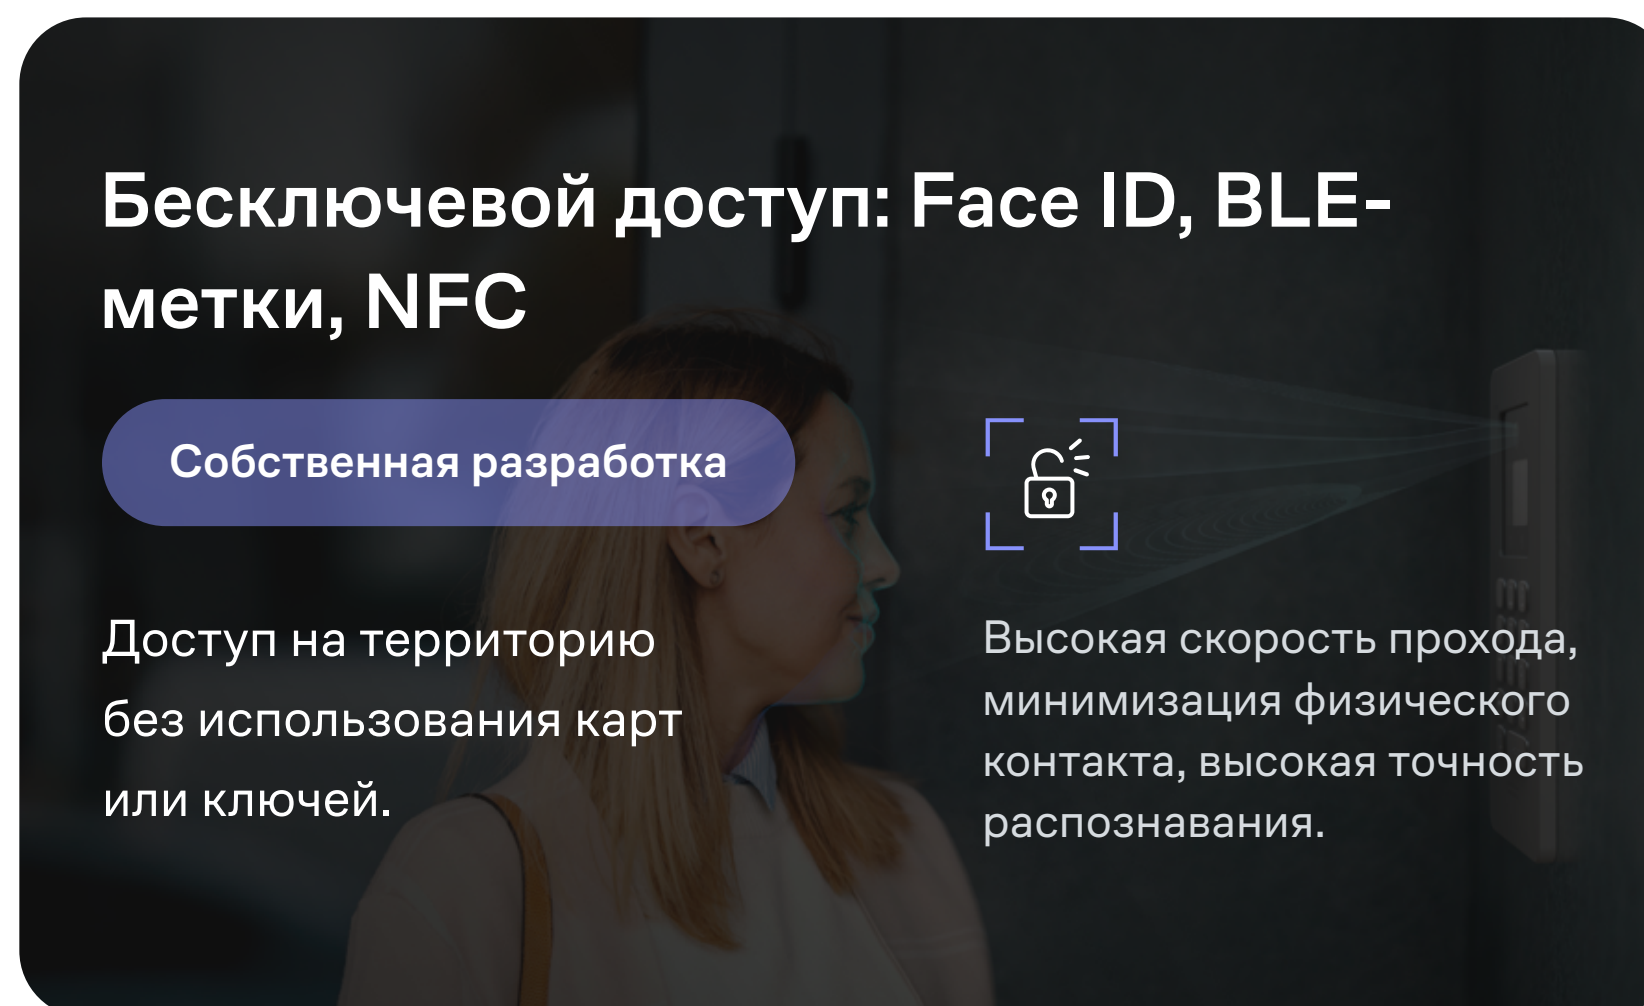 Бесключевой доступ: Face ID, BLE-
метки, NFC
Собственная разработка
Доступ на территорию
без использования карт
или ключей.
Высокая скорость прохода,
минимизация физического
контакта, высокая точность
распознавания.